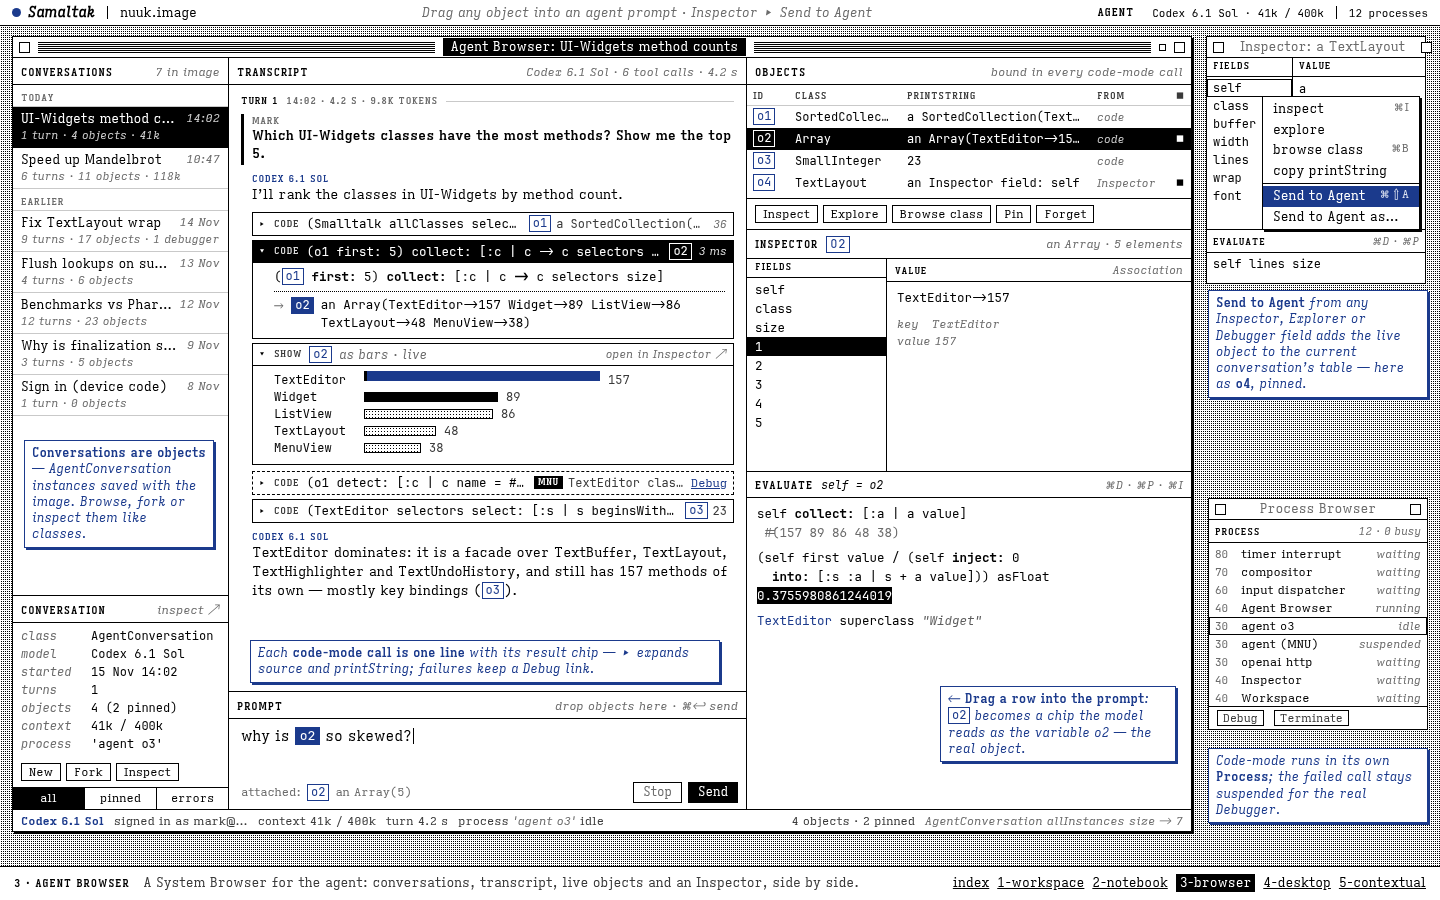 Samaltak | nuuk.image
Drag any object into an agent prompt · Inspector ▸ Send to Agent
AGENT Codex 6.1 Sol · 41k / 400k | 12 processes
Agent Browser: UI-Widgets method counts
CONVERSATIONS 7 in image
TODAY
UI-Widgets method c… 14:02
1 turn · 4 objects · 41k
Speed up Mandelbrot 10:47
6 turns · 11 objects · 118k
EARLIER
Fix TextLayout wrap 14 Nov
9 turns · 17 objects · 1 debugger
Flush lookups on su… 13 Nov
4 turns · 6 objects
Benchmarks vs Phar… 12 Nov
12 turns · 23 objects
Why is finalization s… 9 Nov
3 turns · 5 objects
Sign in (device code) 8 Nov
1 turn · 0 objects
Conversations are objects
— AgentConversation
instances saved with the
image. Browse, fork or
inspect them like
classes.
CONVERSATION inspect ↗
class AgentConversation
model Codex 6.1 Sol
started 15 Nov 14:02
turns 1
objects 4 (2 pinned)
context 41k / 400k
process 'agent o3'
New Fork Inspect
all pinned errors
TRANSCRIPT Codex 6.1 Sol · 6 tool calls · 4.2 s
TURN 1 14:02 · 4.2 S · 9.8K TOKENS
MARK
Which UI-Widgets classes have the most methods? Show me the top
5.
CODEX 6.1 SOL
I’ll rank the classes in UI-Widgets by method count.
▸ CODE (Smalltalk allClasses selec… o1 a SortedCollection(… 36
▾ CODE (o1 first: 5) collect: [:c | c → c selectors … o2 3 ms
(o1 first: 5) collect: [:c | c → c selectors size]
→ o2 an Array(TextEditor→157 Widget→89 ListView→86
TextLayout→48 MenuView→38)
▾ SHOW o2 as bars · live open in Inspector ↗
TextEditor 157
Widget 89
ListView 86
TextLayout 48
MenuView 38
▸ CODE (o1 detect: [:c | c name = #… MNU TextEditor clas… Debug
▸ CODE (TextEditor selectors select: [:s | s beginsWith… o3 23
CODEX 6.1 SOL
TextEditor dominates: it is a facade over TextBuffer, TextLayout,
TextHighlighter and TextUndoHistory, and still has 157 methods of
its own — mostly key bindings (o3).
Each code-mode call is one line with its result chip — ▸ expands
source and printString; failures keep a Debug link.
PROMPT drop objects here · ⌘↩ send
why is o2 so skewed?
attached: o2 an Array(5) Stop Send
OBJECTS bound in every code-mode call
ID CLASS PRINTSTRING FROM ■
o1 SortedCollec… a SortedCollection(Text… code
o2 Array an Array(TextEditor→15… code ■
o3 SmallInteger 23 code
o4 TextLayout an Inspector field: self Inspector ■
Inspect Explore Browse class Pin Forget
INSPECTOR O2 an Array · 5 elements
FIELDS
self
class
size
1
2
3
4
5
VALUE Association
TextEditor→157
key TextEditor
value 157
EVALUATE self = o2 ⌘D · ⌘P · ⌘I
self collect: [:a | a value]
#(157 89 86 48 38)
(self first value / (self inject: 0
into: [:s :a | s + a value])) asFloat
0.3755980861244019
TextEditor superclass "Widget"
← Drag a row into the prompt:
o2 becomes a chip the model
reads as the variable o2 — the
real object.
Codex 6.1 Sol signed in as mark@… context 41k / 400k turn 4.2 s process 'agent o3' idle
4 objects · 2 pinned AgentConversation allInstances size → 7
Inspector: a TextLayout
FIELDS VALUE
self a
class
buffer
width
lines
wrap
font
inspect ⌘I
explore
browse class ⌘B
copy printString
Send to Agent ⌘⇧A
Send to Agent as…
EVALUATE ⌘D · ⌘P
self lines size
Send to Agent from any
Inspector, Explorer or
Debugger field adds the live
object to the current
conversation’s table — here
as o4, pinned.
Process Browser
PROCESS 12 · 0 busy
80 timer interrupt waiting
70 compositor waiting
60 input dispatcher waiting
40 Agent Browser running
30 agent o3 idle
30 agent (MNU) suspended
30 openai http waiting
40 Inspector waiting
40 Workspace waiting
Debug Terminate
Code-mode runs in its own
Process; the failed call stays
suspended for the real
Debugger.
3 · AGENT BROWSER A System Browser for the agent: conversations, transcript, live objects and an Inspector, side by side.
index 1-workspace 2-notebook 3-browser 4-desktop 5-contextual